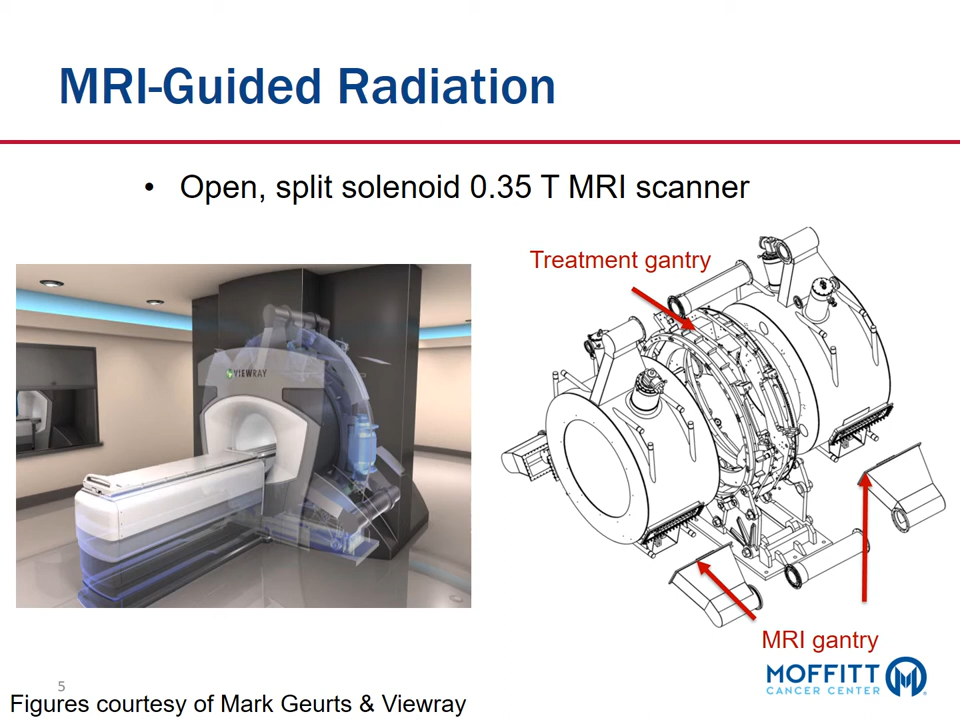 MRI-Guided Radiation
• Open, split solenoid 0.35 T MRI scanner
Treatment gantry
VIEWRAY
MRI gantry
MOFFITT
CANCER CENTER
5
Figures courtesy of Mark Geurts & Viewray